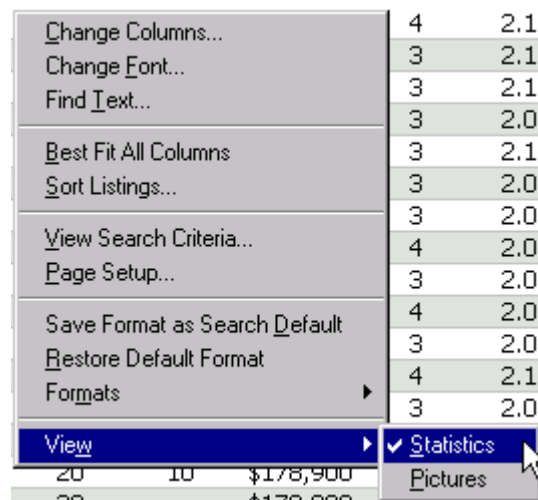 Change Columns... 4 2.1
Change Font... 3 2.1
Find Text... 3 2.1
3 2.0
Best Fit All Columns 3 2.1
Sort Listings... 3 2.0
3 2.0
View Search Criteria... 4 2.0
Page Setup... 3 2.0
4 2.0
Save Format as Search Default
Restore Default Format 3 2.0
Formats 4 2.1
3 2.0
View Statistics
20 10 $178,900 Pictures